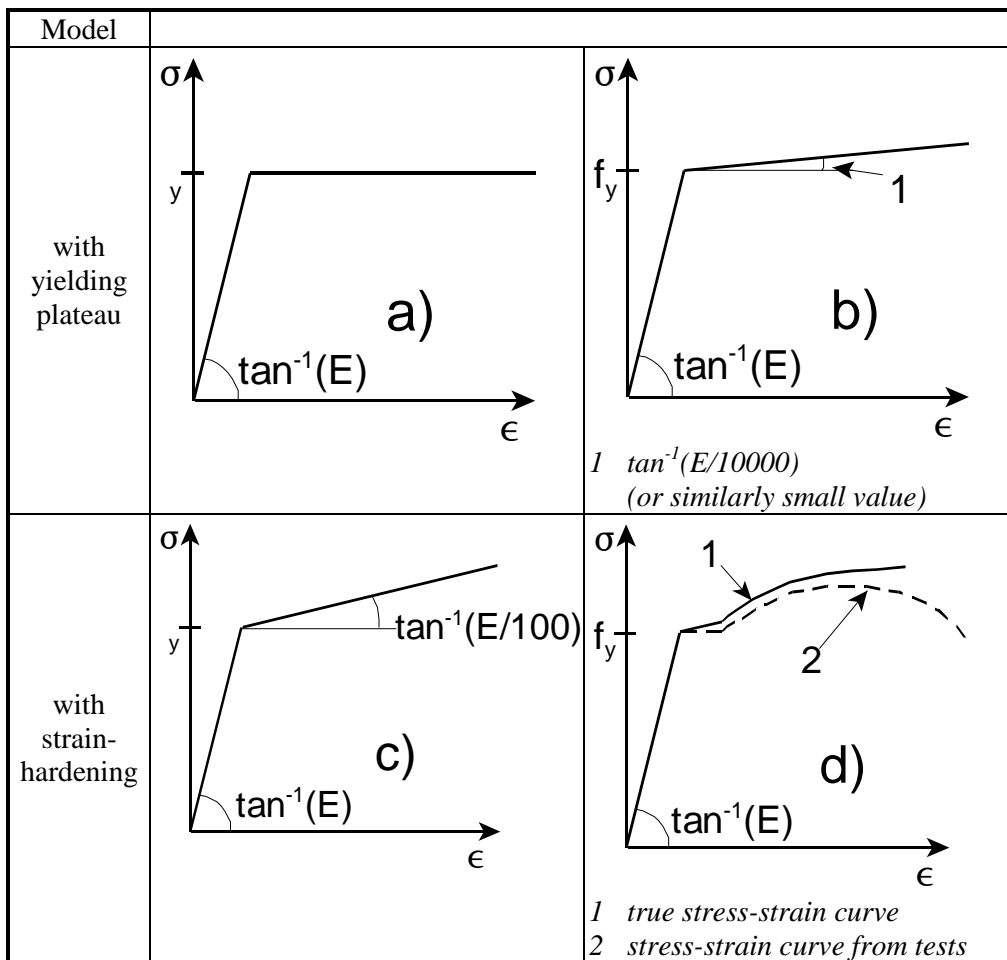 Model
with
yielding
plateau
σ
y
a)
tan⁻¹(E)
ϵ
σ
f_y
1
b)
tan⁻¹(E)
ϵ
1 tan⁻¹(E/10000)
(or similarly small value)
with
strain-
hardening
σ
y
tan⁻¹(E/100)
c)
tan⁻¹(E)
ϵ
σ
1
f_y
2
d)
tan⁻¹(E)
ϵ
1 true stress-strain curve
2 stress-strain curve from tests